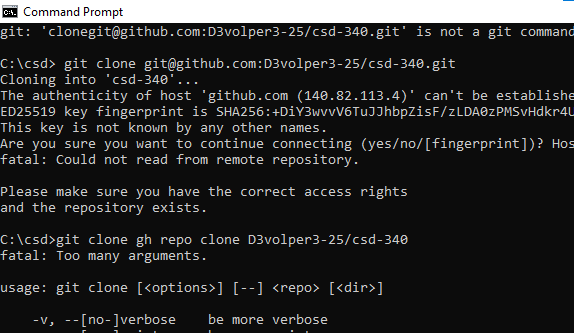 Command Prompt
git: 'clonegit@github.com:D3volper3-25/csd-340.git' is not a git command
C:\csd> git clone git@github.com:D3volper3-25/csd-340.git
Cloning into 'csd-340'...
The authenticity of host 'github.com (140.82.113.4)' can't be establishe
ED25519 key fingerprint is SHA256:+DiY3wvvV6TuJJhbpZisF/zLDA0zPMSvHdkr4U
This key is not known by any other names.
Are you sure you want to continue connecting (yes/no/[fingerprint])? Hos
fatal: Could not read from remote repository.
Please make sure you have the correct access rights
and the repository exists.
C:\csd>git clone gh repo clone D3volper3-25/csd-340
fatal: Too many arguments.
usage: git clone [<options>] [--] <repo> [<dir>]
-v, --[no-]verbose be more verbose